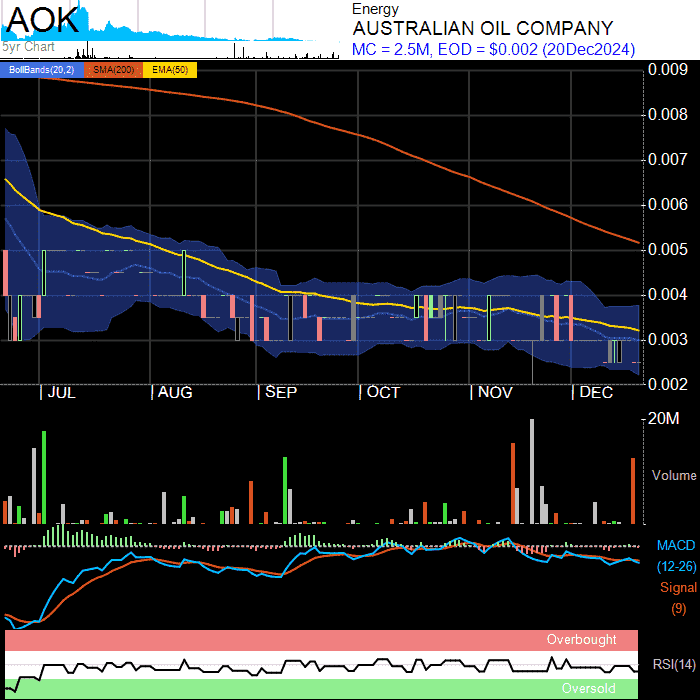 AOK
5yr Chart
Energy
AUSTRALIAN OIL COMPANY
MC = 2.5M, EOD = $0.002 (20Dec2024)
BollBands(20,2) SMA(200) EMA(50)
0.009
0.008
0.007
0.006
0.005
0.004
0.003
0.002
JUL AUG SEP OCT NOV DEC
20M
Volume
MACD
(12-26)
Signal
(9)
Overbought
RSI(14)
Oversold